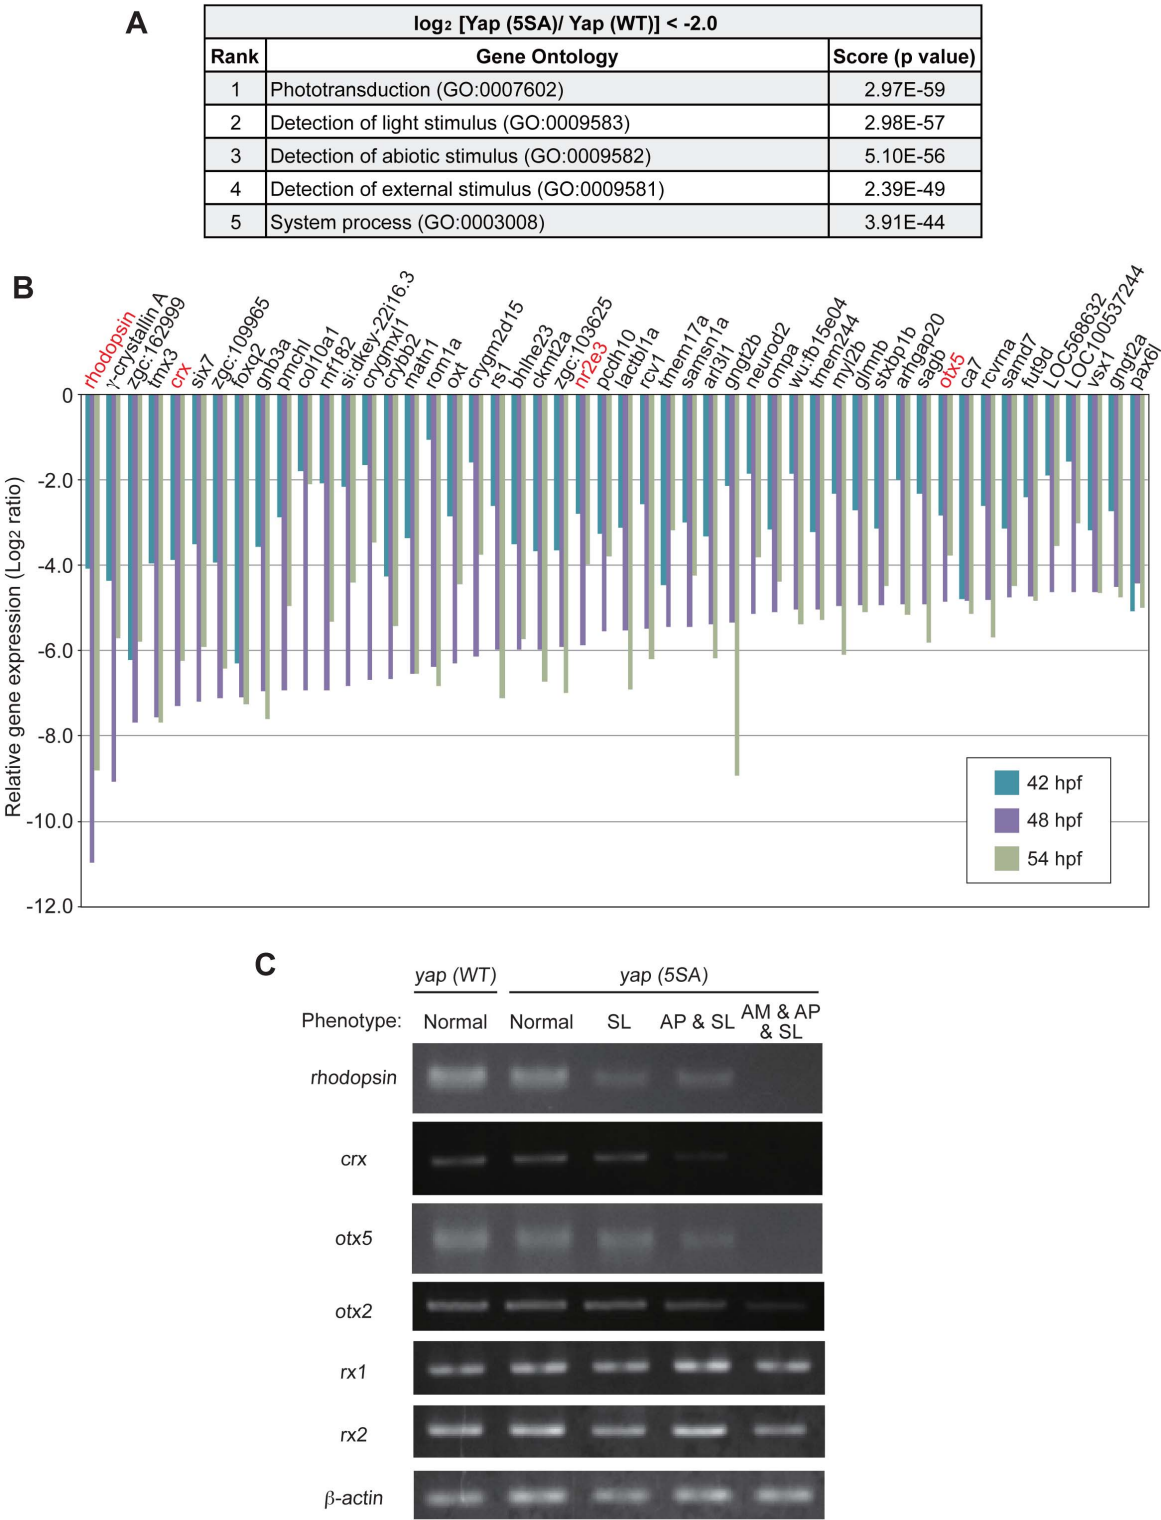 A
log₂ [Yap (5SA)/ Yap (WT)] < -2.0
Rank Gene Ontology Score (p value)
1 Phototransduction (GO:0007602) 2.97E-59
2 Detection of light stimulus (GO:0009583) 2.98E-57
3 Detection of abiotic stimulus (GO:0009582) 5.10E-56
4 Detection of external stimulus (GO:0009581) 2.39E-49
5 System process (GO:0003008) 3.91E-44
B
rhodopsin
γ-crystallin A
zgc:162999
tmx3
crx
six7
zgc:109965
foxq2
gnb3a
pmchl
col10a1
rnf182
si:dkey-22i16.3
crygmxl1
crybb2
matn1
rom1a
oxt
crygm2d15
rs1
bhlhe23
ckmt2a
zgc:103625
nr2e3
pcdh10
lactbl1a
rcv1
tmem17a
samsn1a
arl3l1
gngt2b
neurod2
ompa
wu:fb15e04
tmem244
myl2b
glmnb
stxbp1b
arhgap20
sagb
otx5
ca7
rcvrna
samd7
fut9d
LOC568632
LOC100537244
vsx1
gngt2a
pax6l
Relative gene expression (Log₂ ratio)
0
-2.0
-4.0
-6.0
-8.0
-10.0
-12.0
42 hpf
48 hpf
54 hpf
C
yap (WT) yap (5SA)
Phenotype: Normal Normal SL AP & SL AM & AP
& SL
rhodopsin
crx
otx5
otx2
rx1
rx2
β-actin